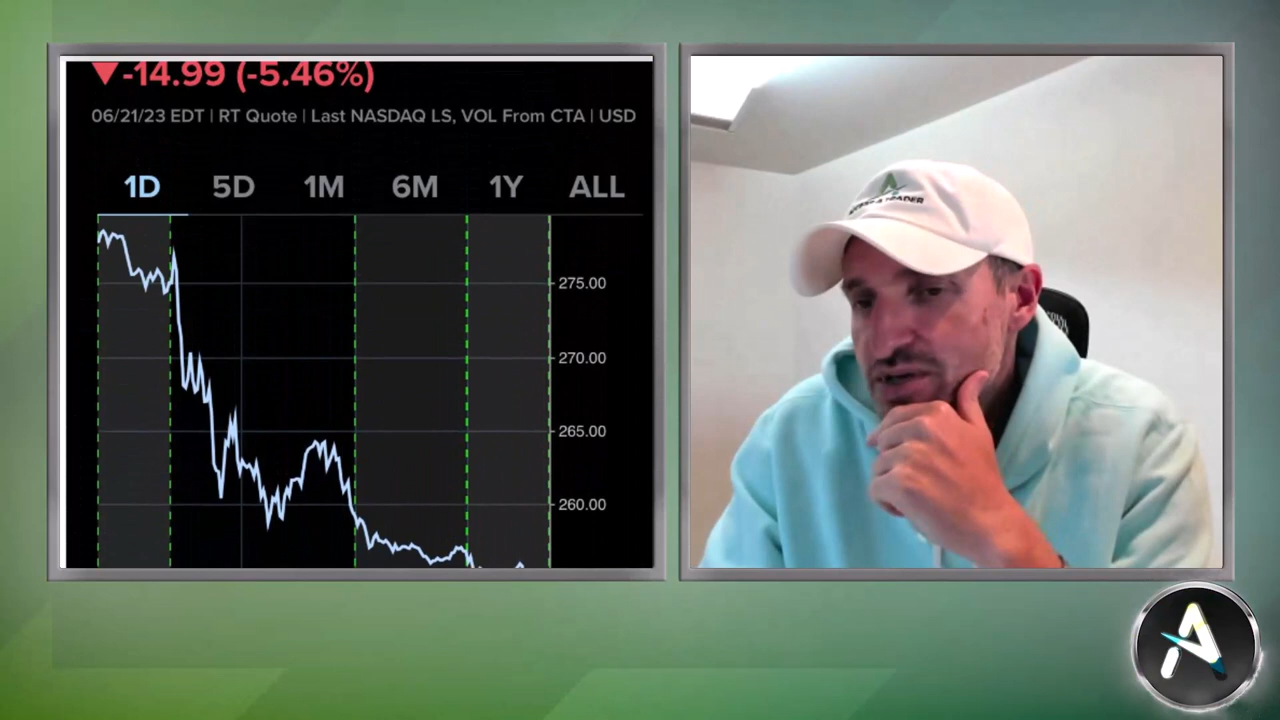 ▼-14.99 (-5.46%)
06/21/23 EDT | RT Quote | Last NASDAQ LS, VOL From CTA | USD
1D 5D 1M 6M 1Y ALL
275.00
270.00
265.00
260.00